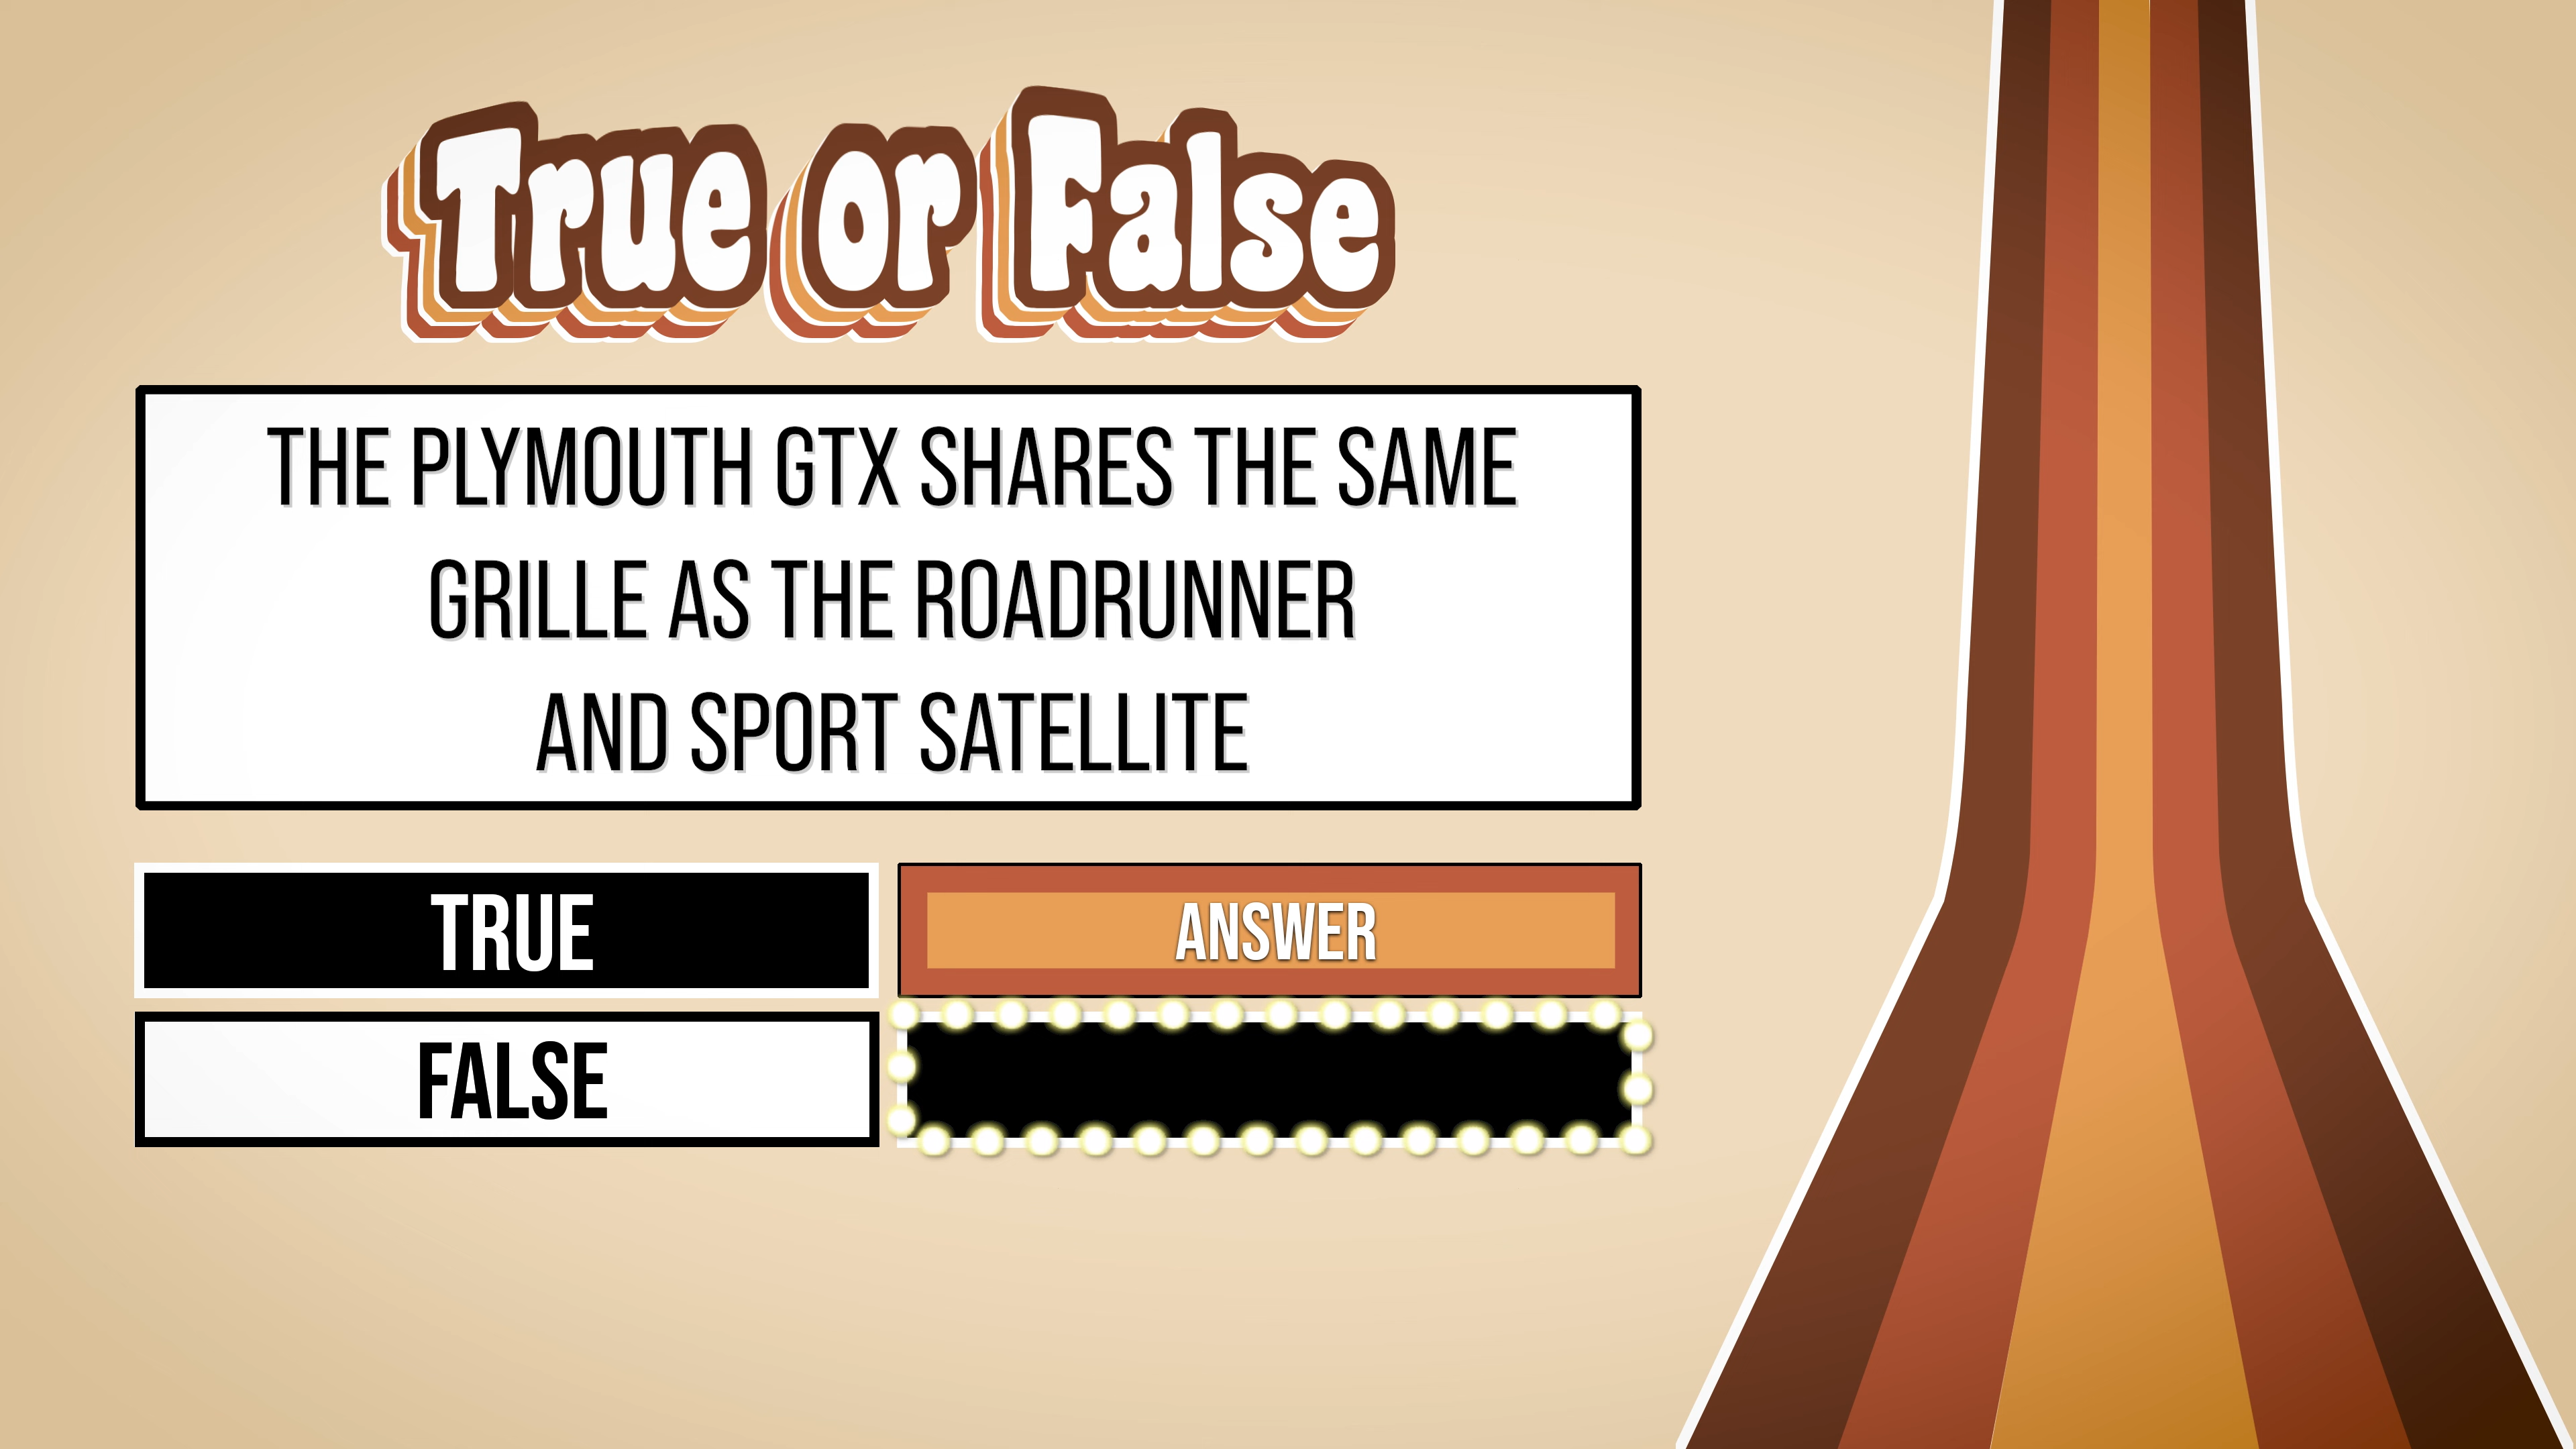 True or False
THE PLYMOUTH GTX SHARES THE SAME
GRILLE AS THE ROADRUNNER
AND SPORT SATELLITE
TRUE
ANSWER
FALSE